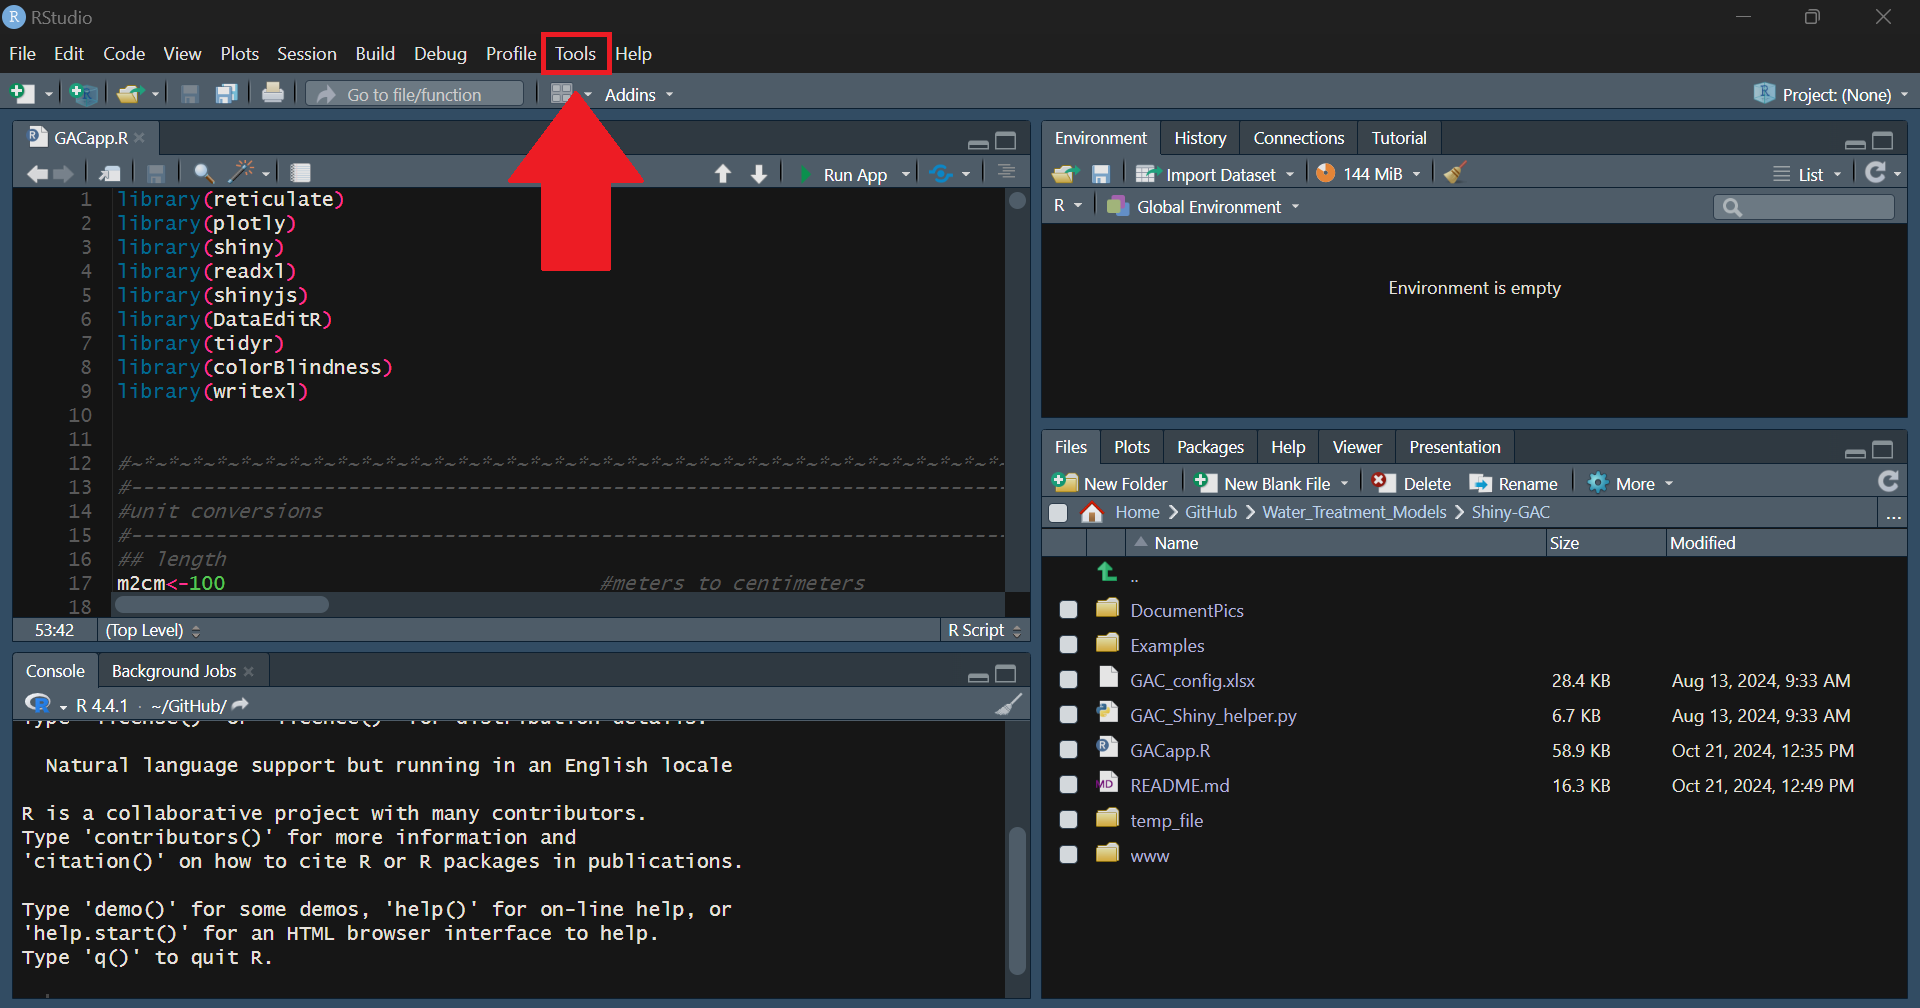 RStudio
File Edit Code View Plots Session Build Debug Profile Tools Help
Go to file/function Addins Project: (None)
GACapp.R
Run App
1 library(reticulate)
2 library(plotly)
3 library(shiny)
4 library(readxl)
5 library(shinyjs)
6 library(DataEditR)
7 library(tidyr)
8 library(colorBlindness)
9 library(writexl)
10
11
12 #~*~*~*~*~*~*~*~*~*~*~*~*~*~*~*~*~*~*~*~*~*~*~*~*~*~*~*~*~*~*~*~*~*~*~*~*~
13 #--------------------------------------------------------------------------
14 #unit conversions
15 #--------------------------------------------------------------------------
16 ## length
17 m2cm<-100 #meters to centimeters
18
53:42 (Top Level) R Script
Console Background Jobs
R 4.4.1 · ~/GitHub/
Type 'license()' or 'licence()' for distribution details.
Natural language support but running in an English locale
R is a collaborative project with many contributors.
Type 'contributors()' for more information and
'citation()' on how to cite R or R packages in publications.
Type 'demo()' for some demos, 'help()' for on-line help, or
'help.start()' for an HTML browser interface to help.
Type 'q()' to quit R.
Environment History Connections Tutorial
Import Dataset 144 MiB List
R Global Environment
Environment is empty
Files Plots Packages Help Viewer Presentation
New Folder New Blank File Delete Rename More
Home > GitHub > Water_Treatment_Models > Shiny-GAC ...
Name Size Modified
..
DocumentPics
Examples
GAC_config.xlsx 28.4 KB Aug 13, 2024, 9:33 AM
GAC_Shiny_helper.py 6.7 KB Aug 13, 2024, 9:33 AM
GACapp.R 58.9 KB Oct 21, 2024, 12:35 PM
README.md 16.3 KB Oct 21, 2024, 12:49 PM
temp_file
www